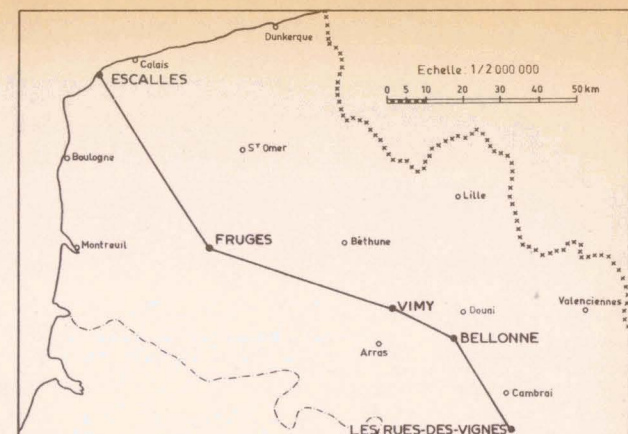 Dunkerque
Calais
ESCALLES
Echelle: 1/2 000 000
0 5 10 20 30 40 50 km
Boulogne
Sᵀ Omer
Lille
Montreuil
FRUGES
Béthune
VIMY
Douai
Valenciennes
Arras
BELLONNE
Cambrai
LES RUES-DES-VIGNES